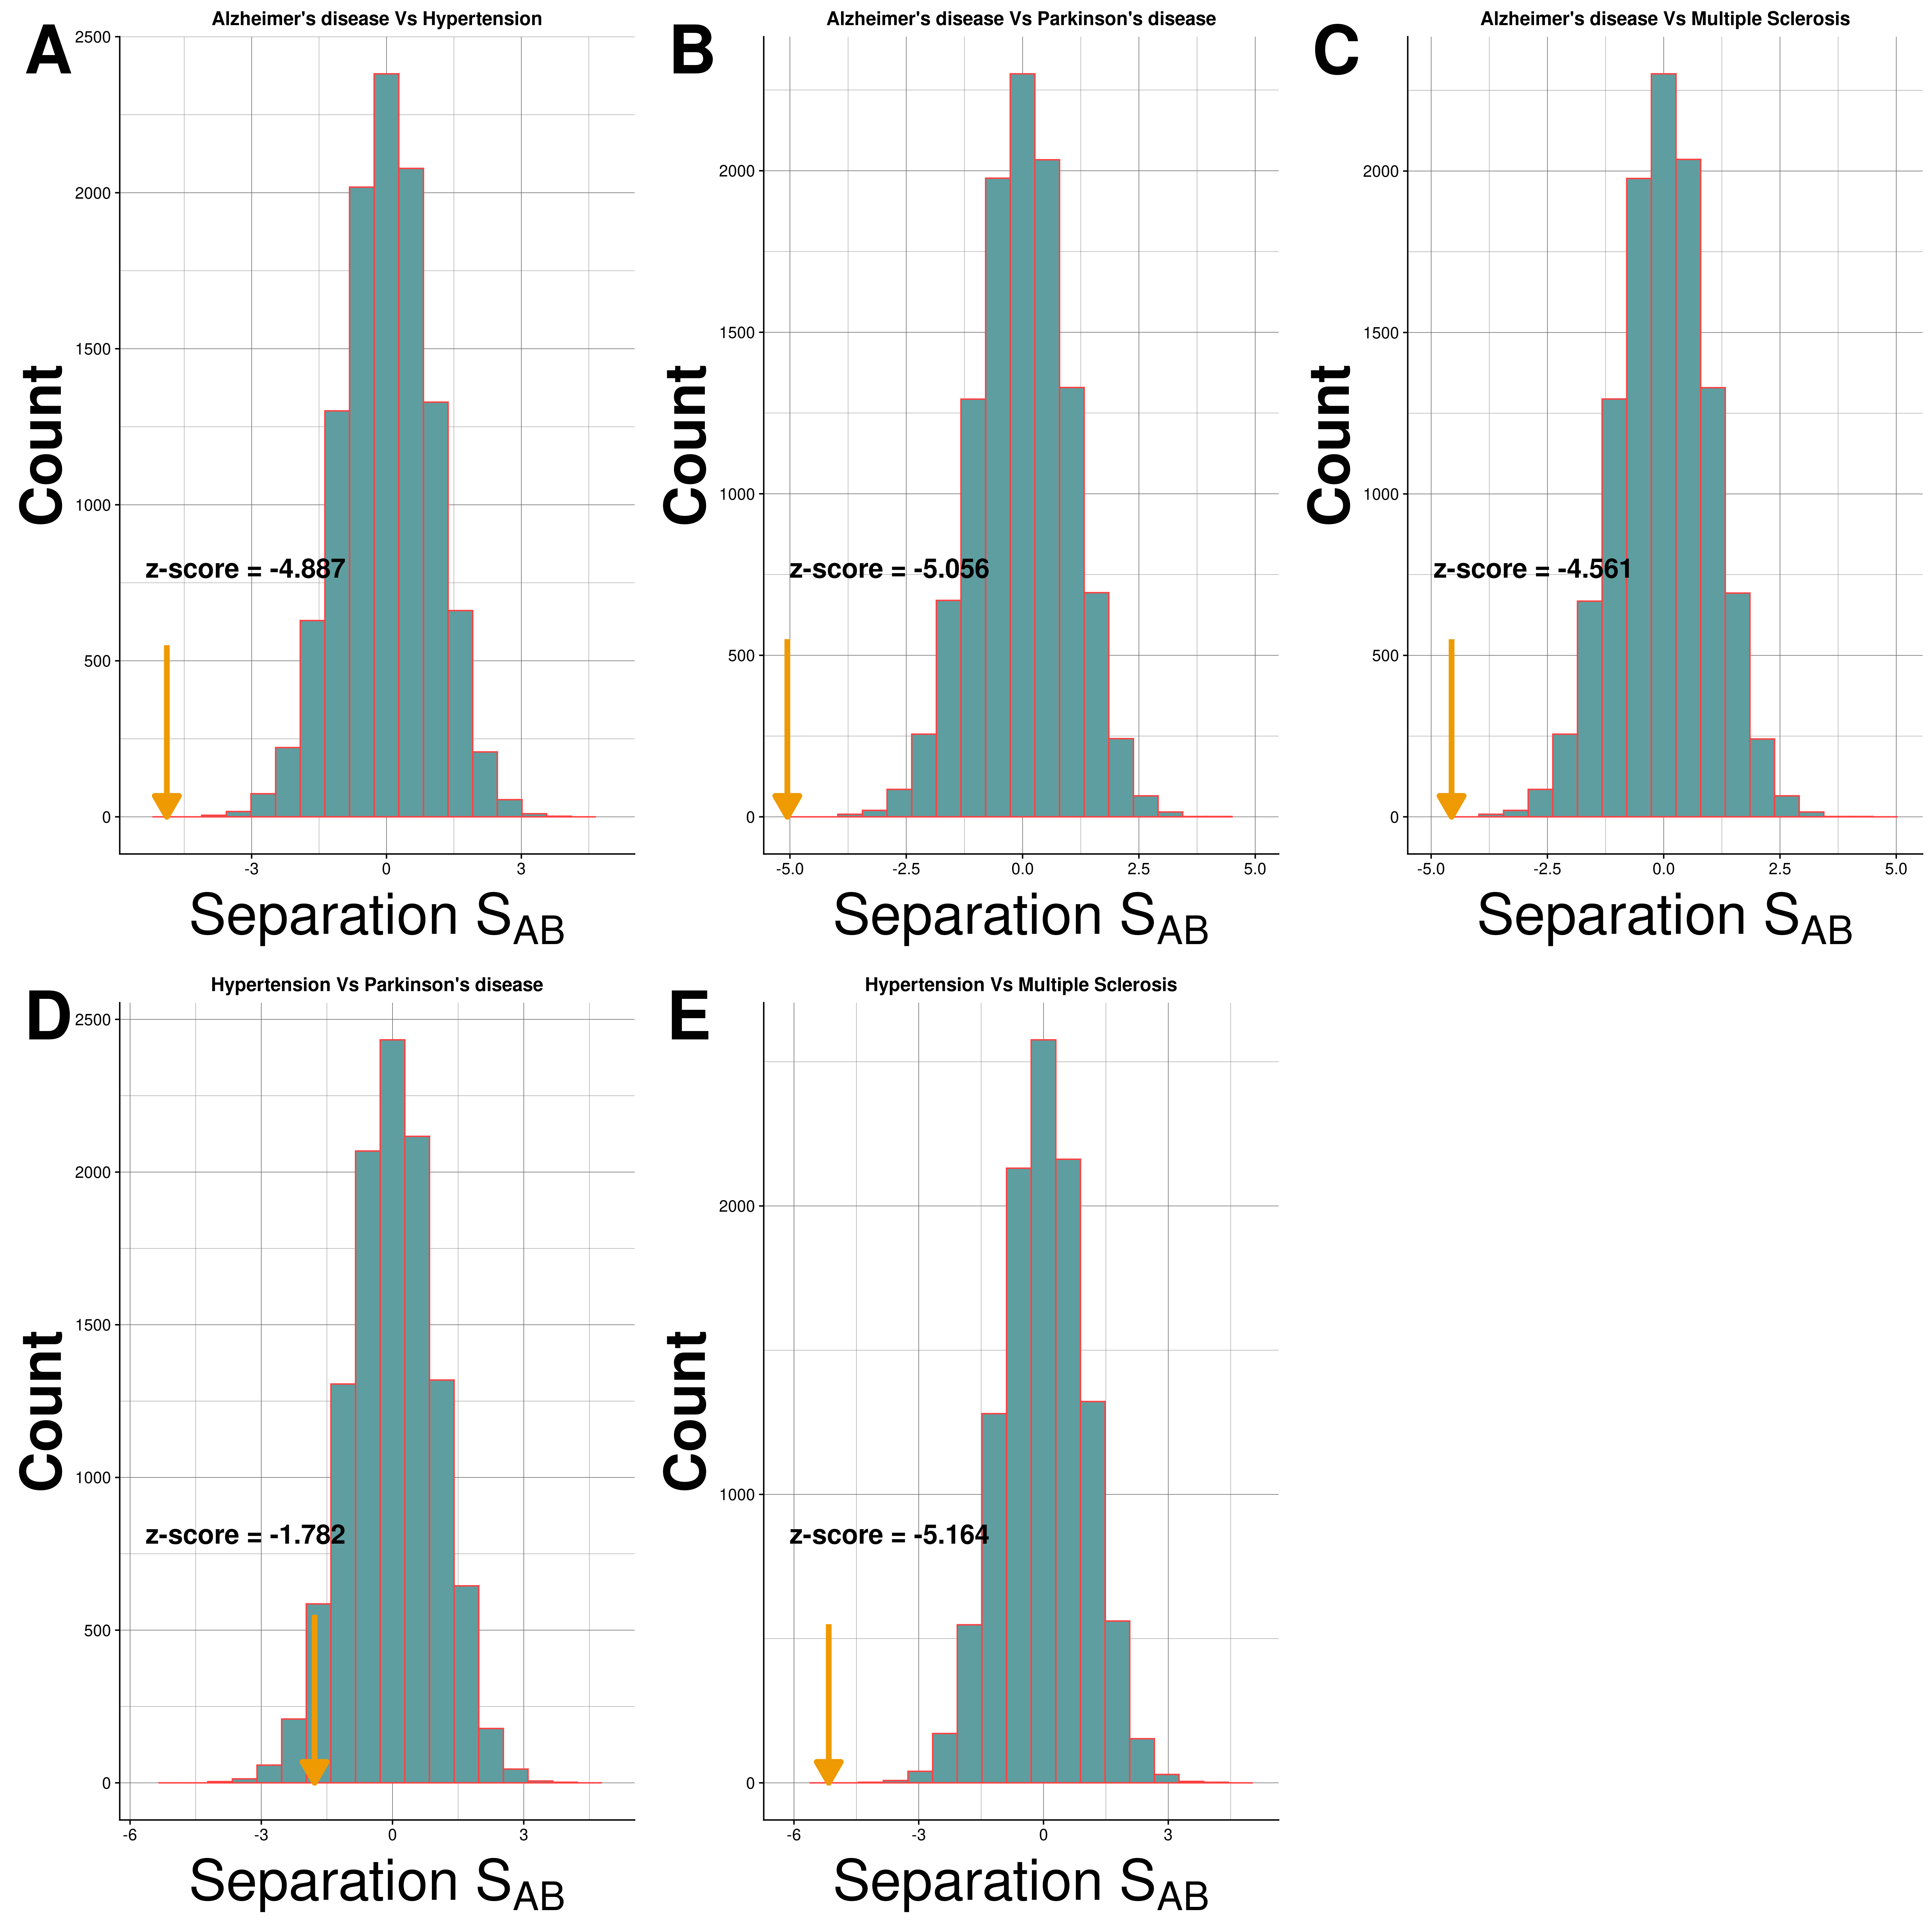 A
Alzheimer's disease Vs Hypertension
2500
2000
1500
1000
500
0
Count
z-score = -4.887
-3 0 3
Separation S_AB
B
Alzheimer's disease Vs Parkinson's disease
2000
1500
1000
500
0
Count
z-score = -5.056
-5.0 -2.5 0.0 2.5 5.0
Separation S_AB
C
Alzheimer's disease Vs Multiple Sclerosis
2000
1500
1000
500
0
Count
z-score = -4.561
-5.0 -2.5 0.0 2.5 5.0
Separation S_AB
D
Hypertension Vs Parkinson's disease
2500
2000
1500
1000
500
0
Count
z-score = -1.782
-6 -3 0 3
Separation S_AB
E
Hypertension Vs Multiple Sclerosis
2000
1000
0
Count
z-score = -5.164
-6 -3 0 3
Separation S_AB